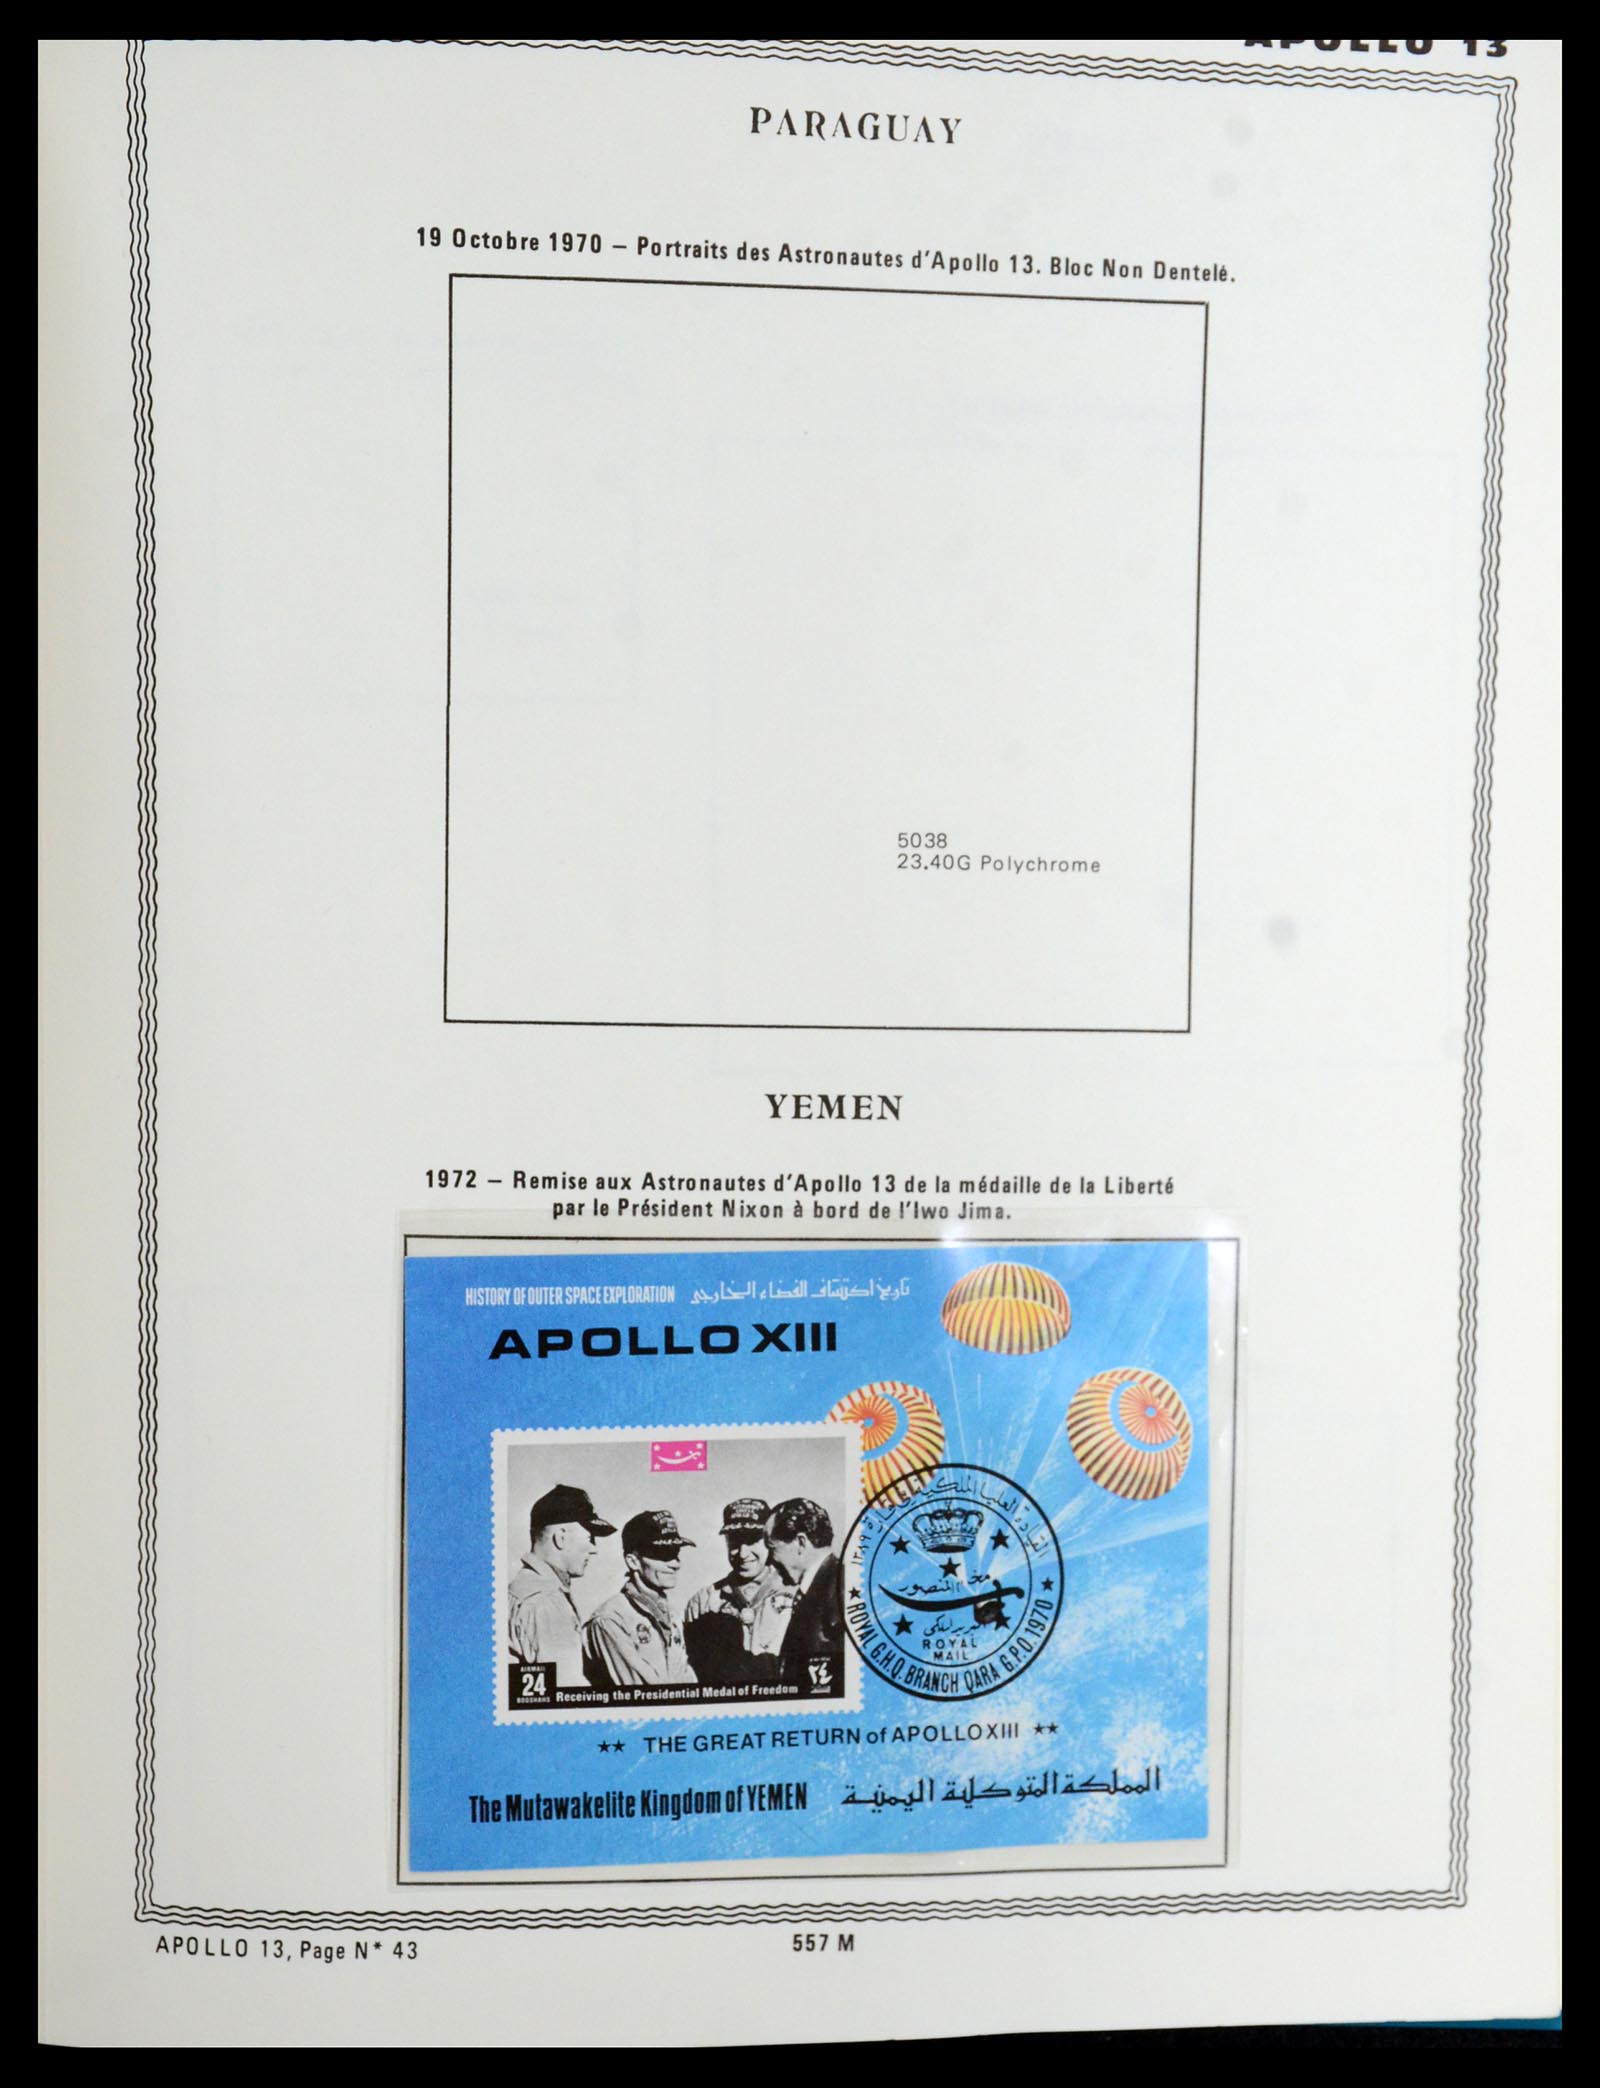 APOLLO 13
PARAGUAY
19 Octobre 1970 – Portraits des Astronautes d'Apollo 13. Bloc Non Dentelé.
5038
23.40G Polychrome
YEMEN
1972 – Remise aux Astronautes d'Apollo 13 de la médaille de la Liberté
par le Président Nixon à bord de l'Iwo Jima.
HISTORY OF OUTER SPACE EXPLORATION تاريخ اكتشاف الفضاء الخارجي
APOLLO XIII
AIRMAIL
24
BOGSHAHS
Receiving the Presidential Medal of Freedom
٢٤
١٣٨٩
ROYAL
MAIL
★ ROYAL G.H.Q. BRANCH QARA G.P.O. 1970 ★
★★ THE GREAT RETURN of APOLLO XIII ★★
The Mutawakelite Kingdom of YEMEN المملكة المتوكلية اليمنية
APOLLO 13, Page N* 43
557 M